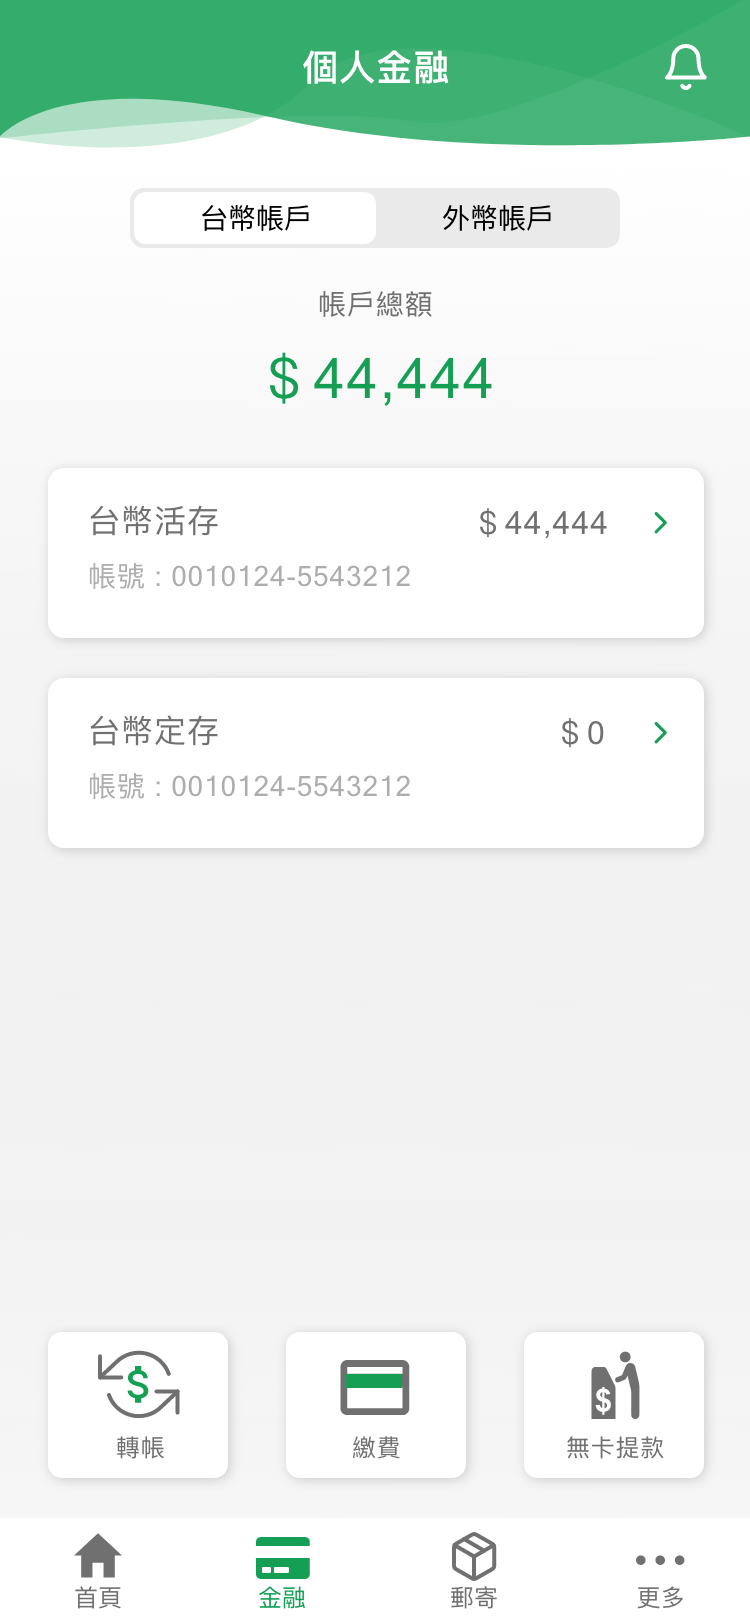 個人金融
台幣帳戶 外幣帳戶
帳戶總額
$ 44,444
台幣活存 $ 44,444
帳號 : 0010124-5543212
台幣定存 $ 0
帳號 : 0010124-5543212
$ $
轉帳 繳費 無卡提款
首頁 金融 郵寄 更多